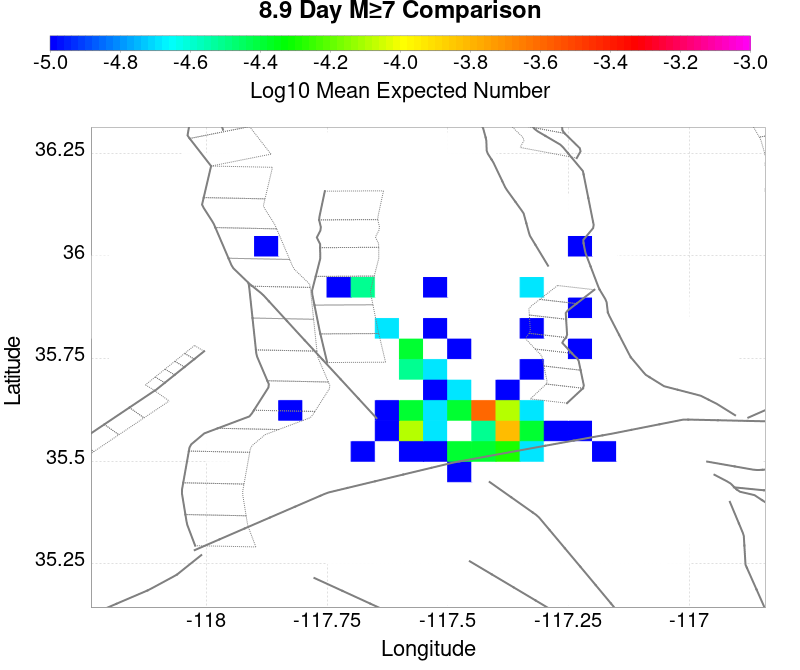 8.9 Day M≥7 Comparison
-5.0 -4.8 -4.6 -4.4 -4.2 -4.0 -3.8 -3.6 -3.4 -3.2 -3.0
Log10 Mean Expected Number
36.25
36
35.75
35.5
35.25
Latitude
-118 -117.75 -117.5 -117.25 -117
Longitude